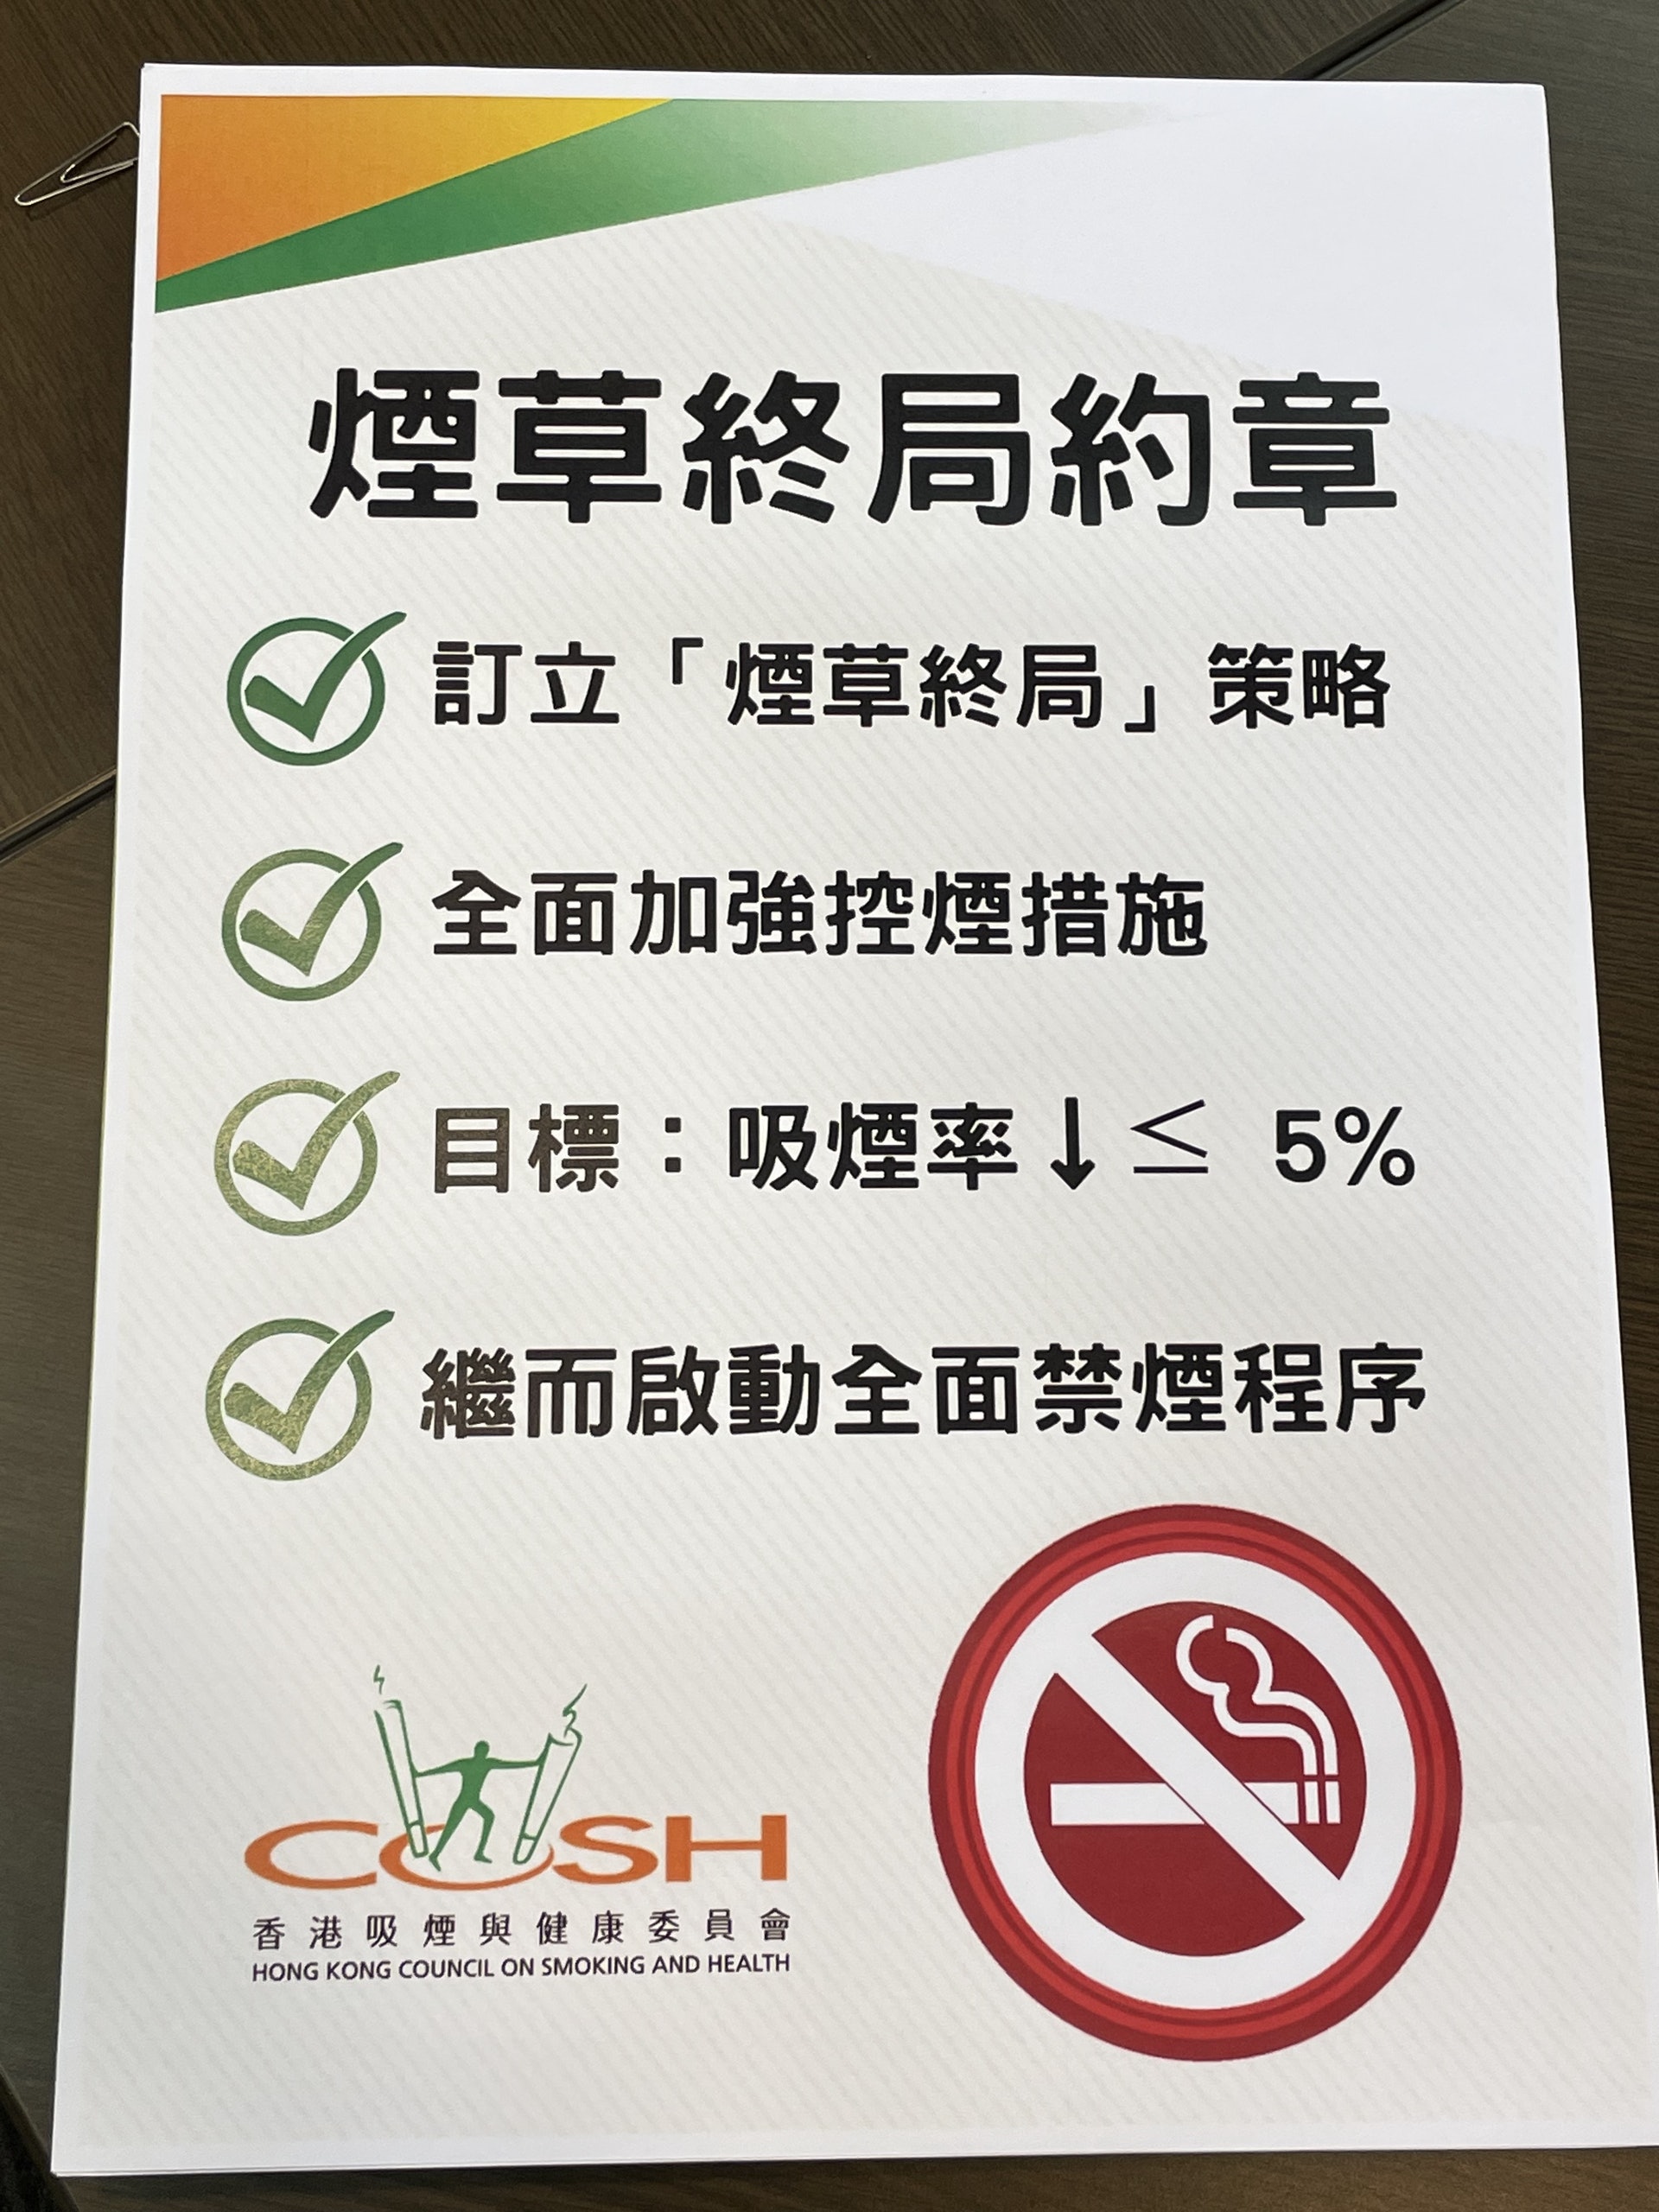 煙草終局約章
訂立「煙草終局」策略
全面加強控煙措施
目標：吸煙率↓≤ 5%
繼而啟動全面禁煙程序
COSH
香港吸煙與健康委員會
HONG KONG COUNCIL ON SMOKING AND HEALTH